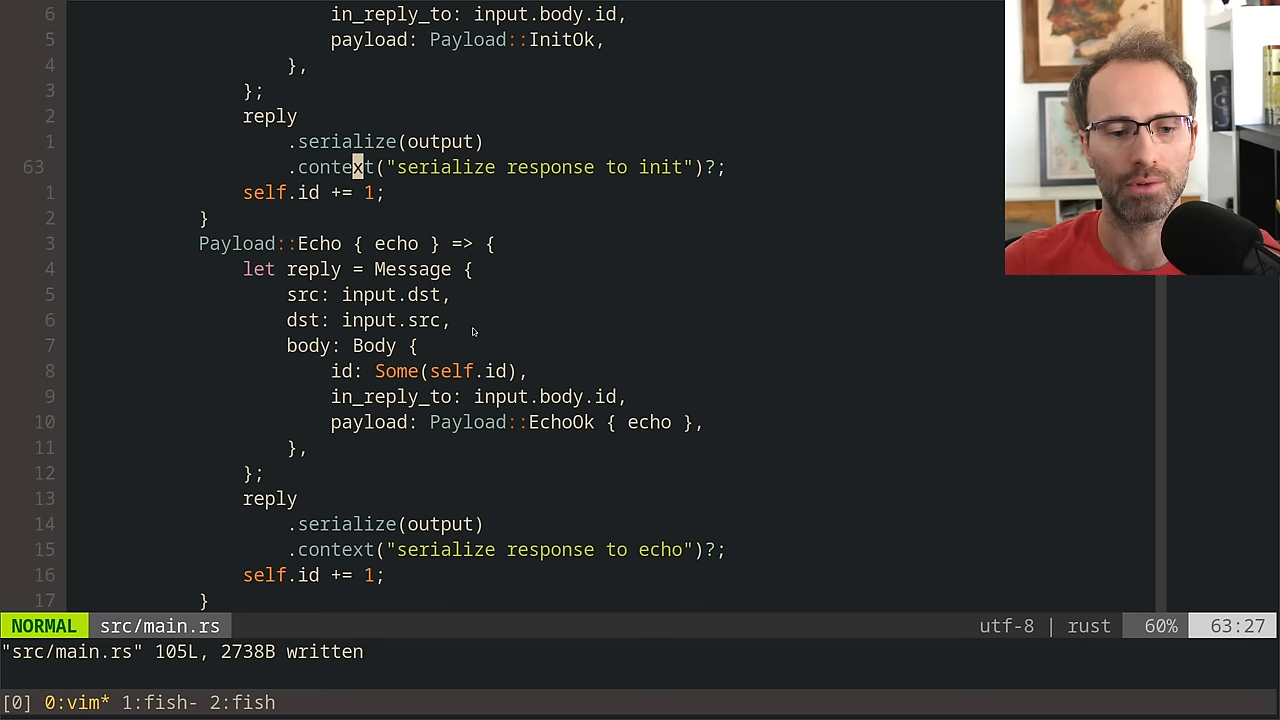 6 in_reply_to: input.body.id,
5 payload: Payload::InitOk,
4 },
3 };
2 reply
1 .serialize(output)
63 .context("serialize response to init")?;
1 self.id += 1;
2 }
3 Payload::Echo { echo } => {
4 let reply = Message {
5 src: input.dst,
6 dst: input.src,
7 body: Body {
8 id: Some(self.id),
9 in_reply_to: input.body.id,
10 payload: Payload::EchoOk { echo },
11 },
12 };
13 reply
14 .serialize(output)
15 .context("serialize response to echo")?;
16 self.id += 1;
17 }
NORMAL src/main.rs utf-8 | rust 60% 63:27
"src/main.rs" 105L, 2738B written
[0] 0:vim* 1:fish- 2:fish